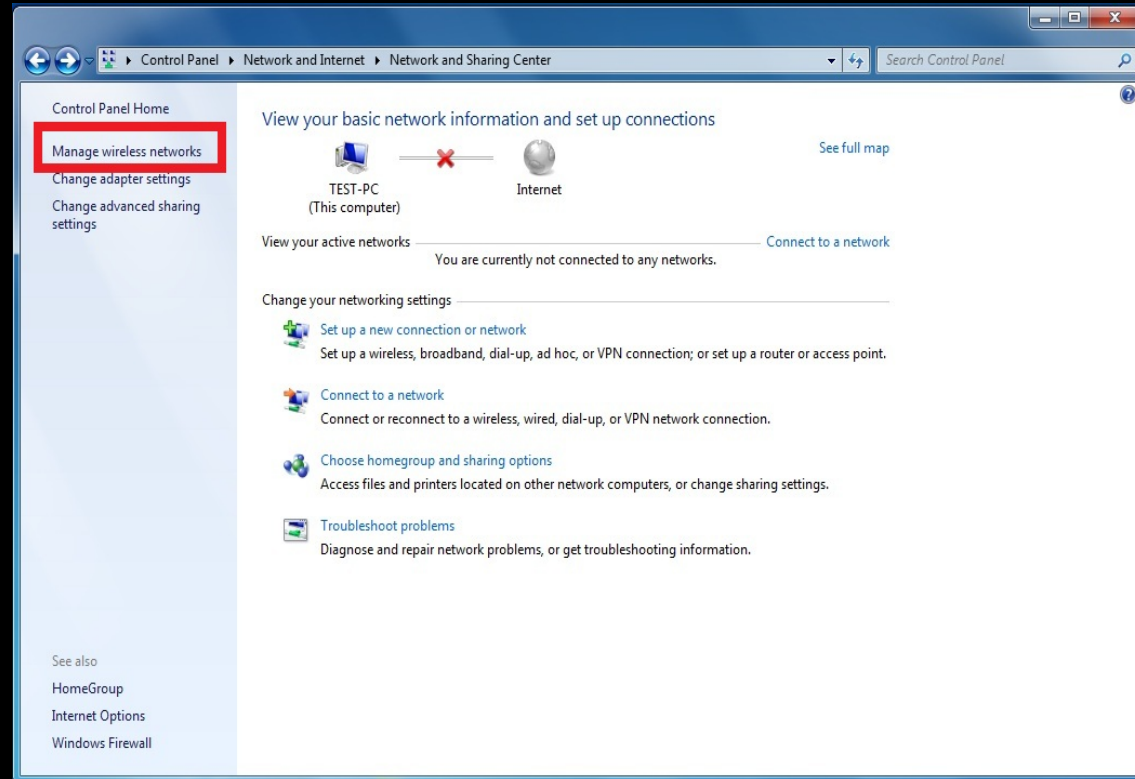 Control Panel Network and Internet Network and Sharing Center
Search Control Panel
Control Panel Home
Manage wireless networks
Change adapter settings
Change advanced sharing
settings
View your basic network information and set up connections
See full map
TEST-PC
(This computer)
Internet
View your active networks
Connect to a network
You are currently not connected to any networks.
Change your networking settings
Set up a new connection or network
Set up a wireless, broadband, dial-up, ad hoc, or VPN connection; or set up a router or access point.
Connect to a network
Connect or reconnect to a wireless, wired, dial-up, or VPN network connection.
Choose homegroup and sharing options
Access files and printers located on other network computers, or change sharing settings.
Troubleshoot problems
Diagnose and repair network problems, or get troubleshooting information.
See also
HomeGroup
Internet Options
Windows Firewall